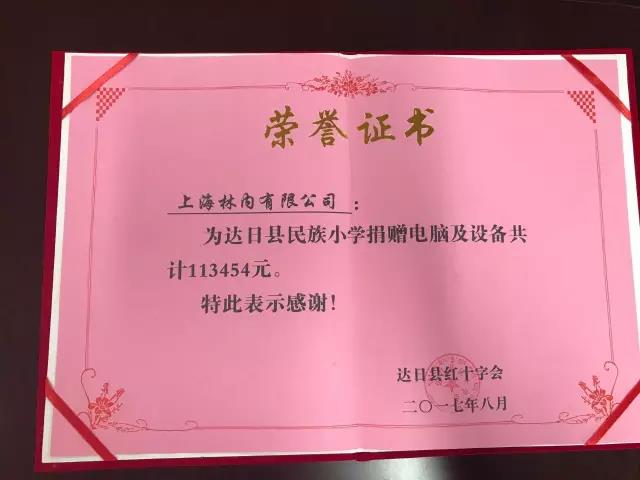 荣誉证书
上海林内有限公司：
为达日县民族小学捐赠电脑及设备共
计113454元。
特此表示感谢！
达日县红十字会
二〇一七年八月